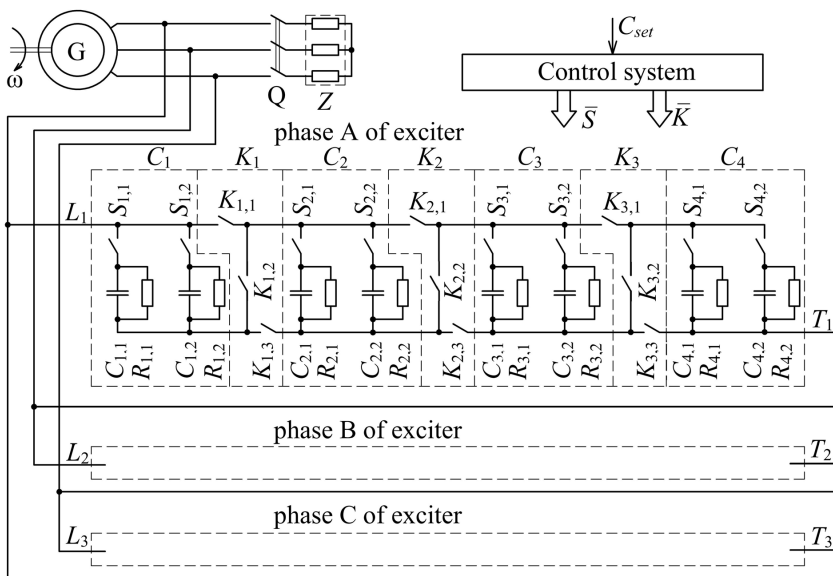 G
ω
Q
Z
C_set
Control system
S̅ K̅
phase A of exciter
C_1 K_1 C_2 K_2 C_3 K_3 C_4
L_1 S_1,1 S_1,2 K_1,1 S_2,1 S_2,2 K_2,1 S_3,1 S_3,2 K_3,1 S_4,1 S_4,2
K_1,2 K_2,2 K_3,2
T_1
C_1,1 R_1,1 C_1,2 R_1,2 K_1,3 C_2,1 R_2,1 C_2,2 R_2,2 K_2,3 C_3,1 R_3,1 C_3,2 R_3,2 K_3,3 C_4,1 R_4,1 C_4,2 R_4,2
phase B of exciter
L_2 T_2
phase C of exciter
L_3 T_3